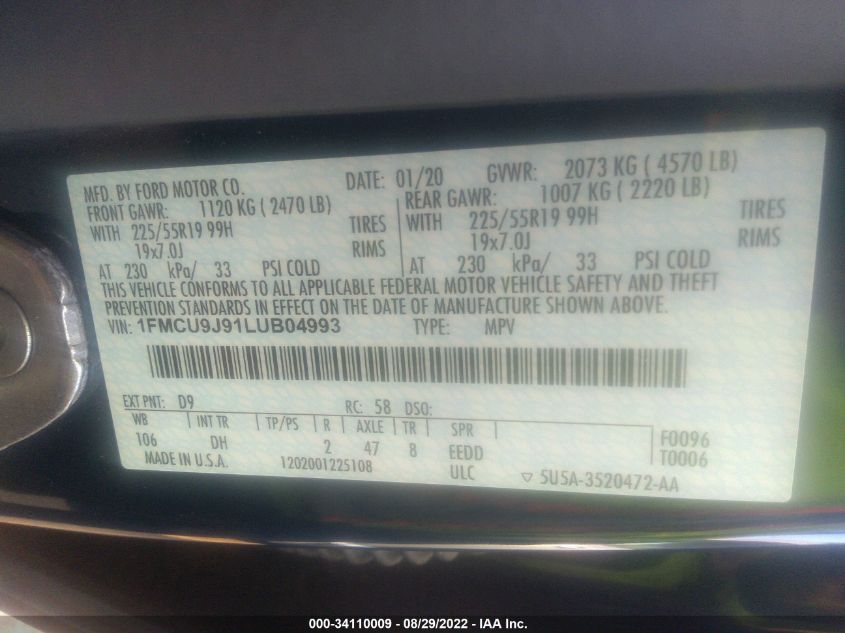 MFD. BY FORD MOTOR CO.
DATE: 01/20
GVWR: 2073 KG ( 4570 LB)
FRONT GAWR: 1120 KG ( 2470 LB)
REAR GAWR: 1007 KG ( 2220 LB)
WITH 225/55R19 99H TIRES
WITH 225/55R19 99H TIRES
19x7.0J RIMS
19x7.0J RIMS
AT 230 kPa/ 33 PSI COLD
AT 230 kPa/ 33 PSI COLD
THIS VEHICLE CONFORMS TO ALL APPLICABLE FEDERAL MOTOR VEHICLE SAFETY AND THEFT
PREVENTION STANDARDS IN EFFECT ON THE DATE OF MANUFACTURE SHOWN ABOVE.
VIN: 1FMCU9J91LUB04993 TYPE: MPV
EXT PNT: D9 RC: 58 DSO:
WB INT TR TP/PS R AXLE TR SPR
106 DH 2 47 8 EEDD
F0096
T0006
MADE IN U.S.A. 1202001225108 ULC ▽ 5U5A-3520472-AA
000-34110009 - 08/29/2022 - IAA Inc.